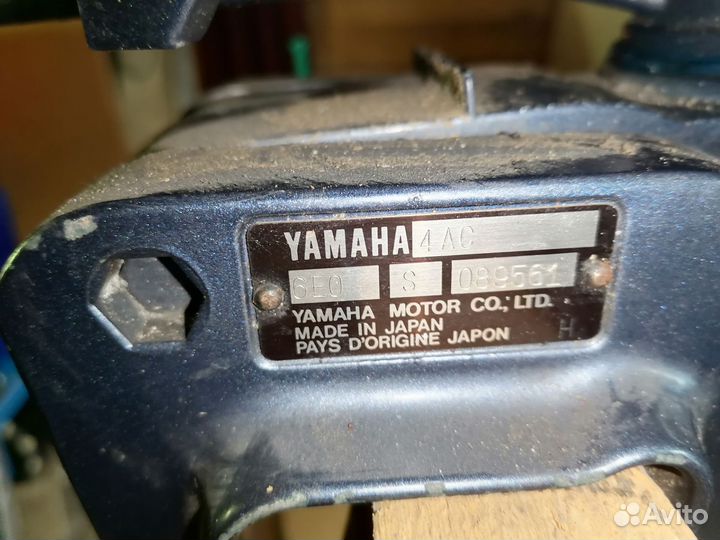 YAMAHA 4AC
6E0 S 089561
YAMAHA MOTOR CO., LTD.
MADE IN JAPAN
PAYS D'ORIGINE JAPON H
Avito